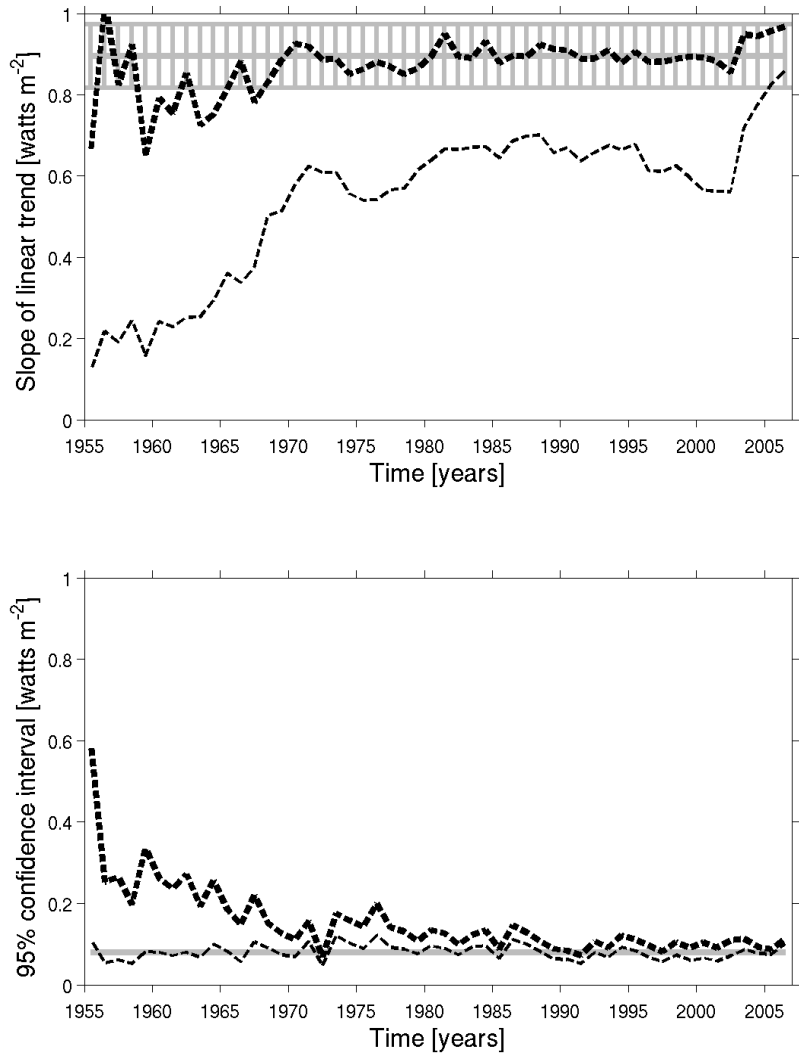 Slope of linear trend [watts m⁻²]
1
0.8
0.6
0.4
0.2
0
1955 1960 1965 1970 1975 1980 1985 1990 1995 2000 2005
Time [years]
95% confidence interval [watts m⁻²]
1
0.8
0.6
0.4
0.2
0
1955 1960 1965 1970 1975 1980 1985 1990 1995 2000 2005
Time [years]